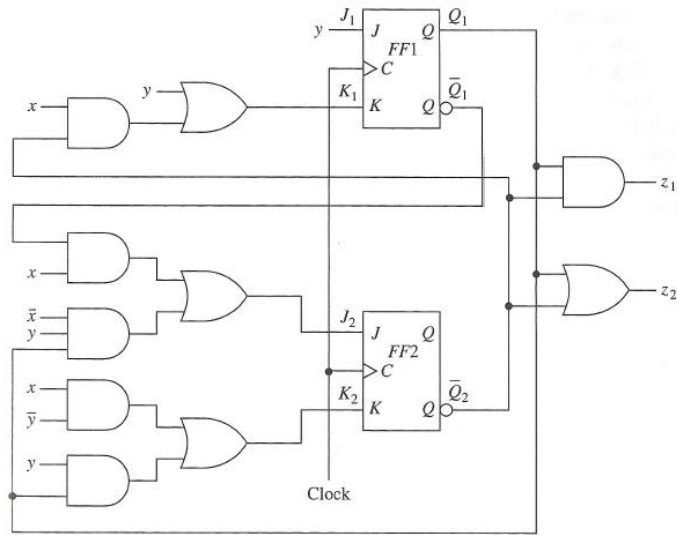 J₁ Q₁
y J Q
FF1
C
y K₁ Q̄₁
x K Q
z₁
x
z₂
x̄
y J₂
J Q
FF2
x C
K₂ Q̄₂
ȳ K Q
y
Clock